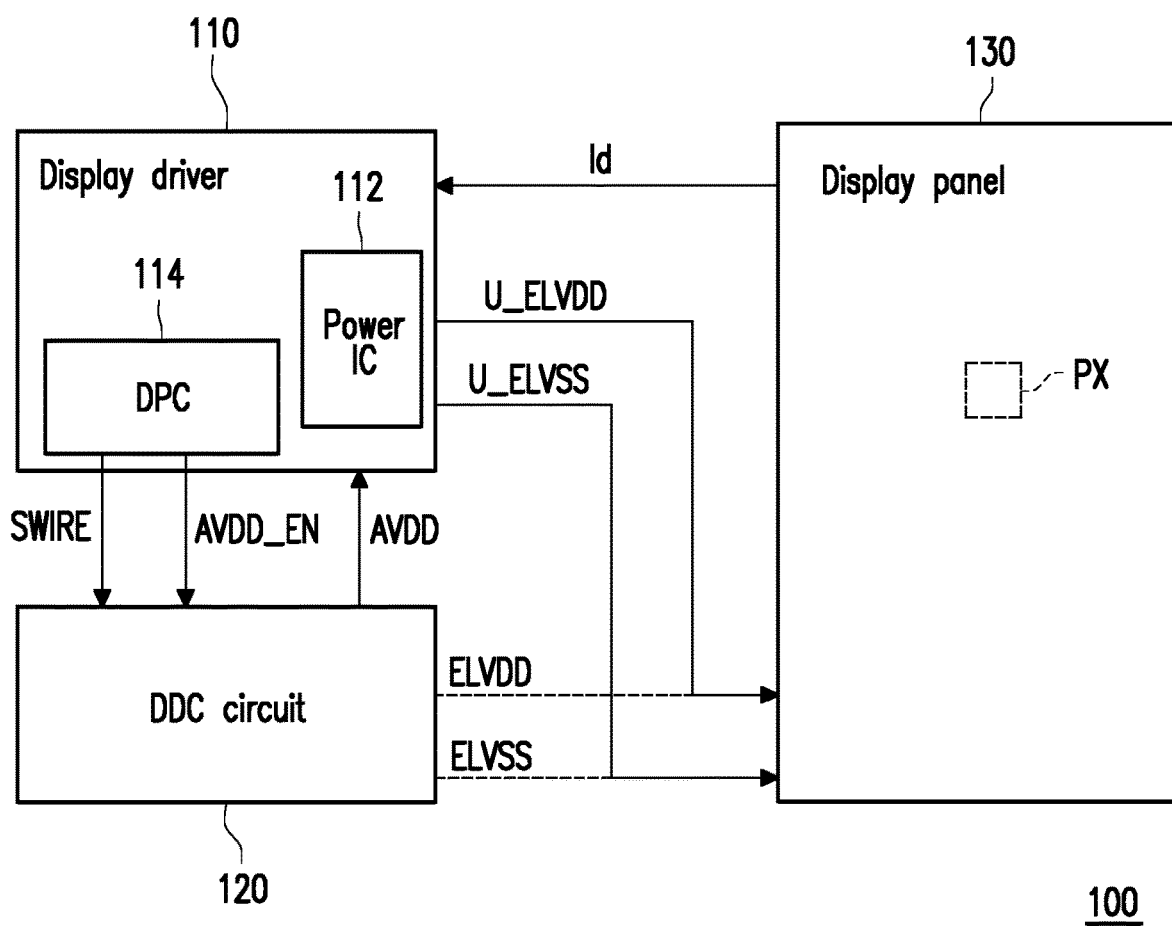 110
130
Display driver
Id
Display panel
112
114
U_ELVDD
Power
IC
DPC
U_ELVSS
PX
SWIRE
AVDD_EN
AVDD
ELVDD
DDC circuit
ELVSS
120
100